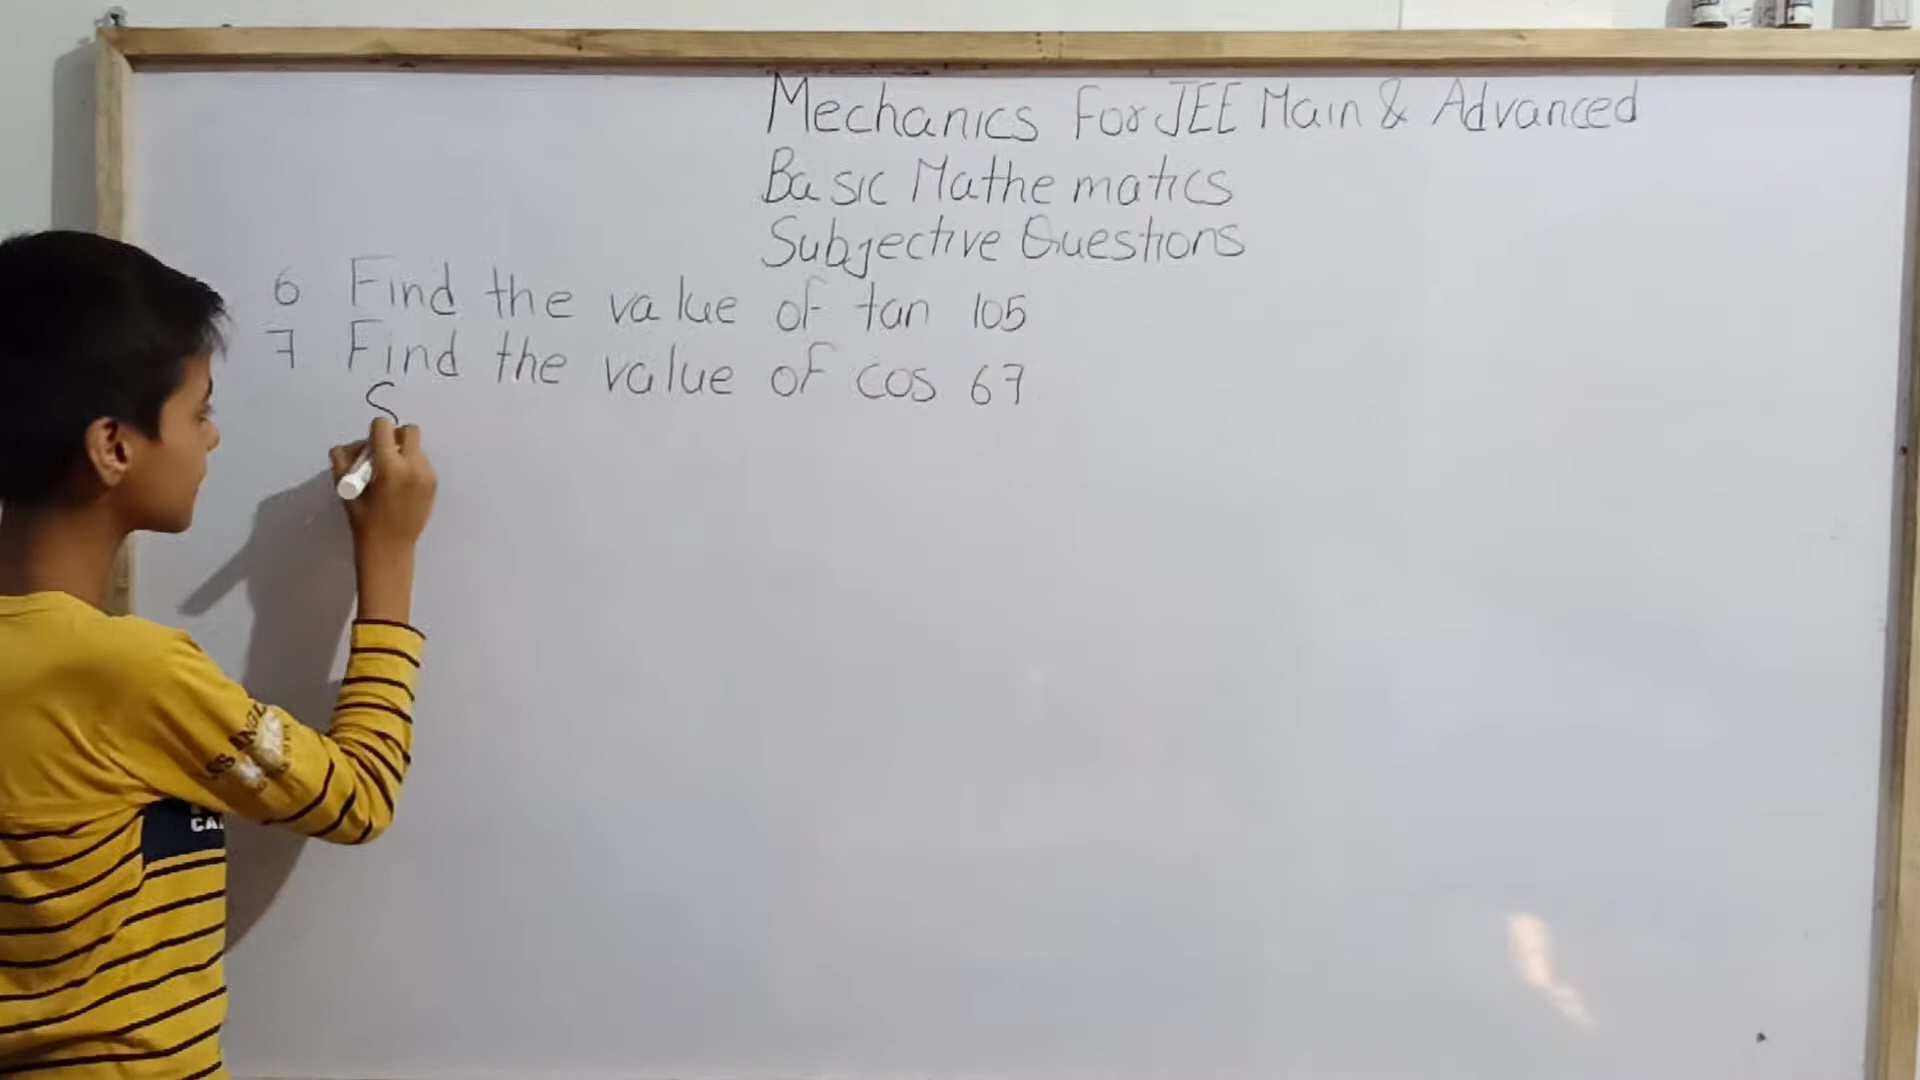 Mechanics For JEE Main & Advanced
Basic Mathematics
Subjective Questions
6 Find the value of tan 105
7 Find the value of cos 67
S